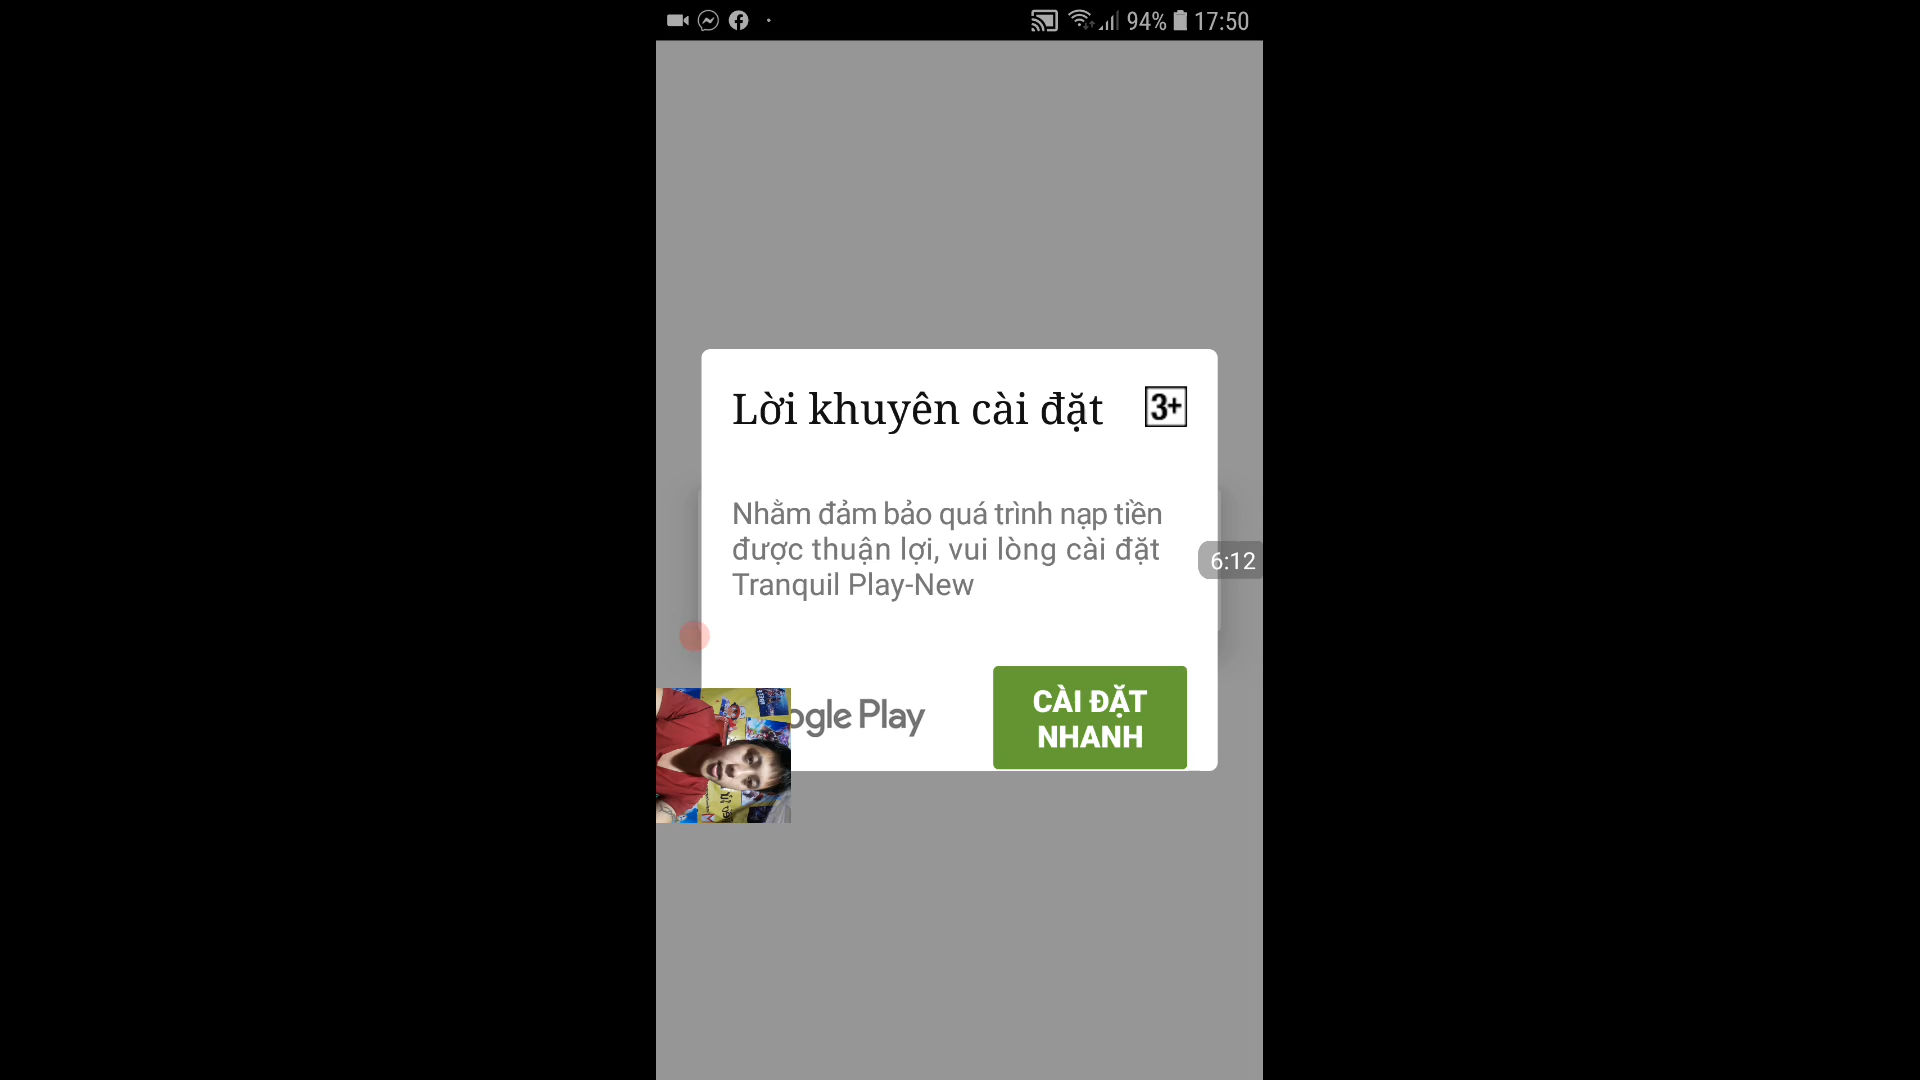 94% 17:50
Lời khuyên cài đặt 3+
Nhằm đảm bảo quá trình nạp tiền
được thuận lợi, vui lòng cài đặt
Tranquil Play-New
6:12
ogle Play
CÀI ĐẶT
NHANH